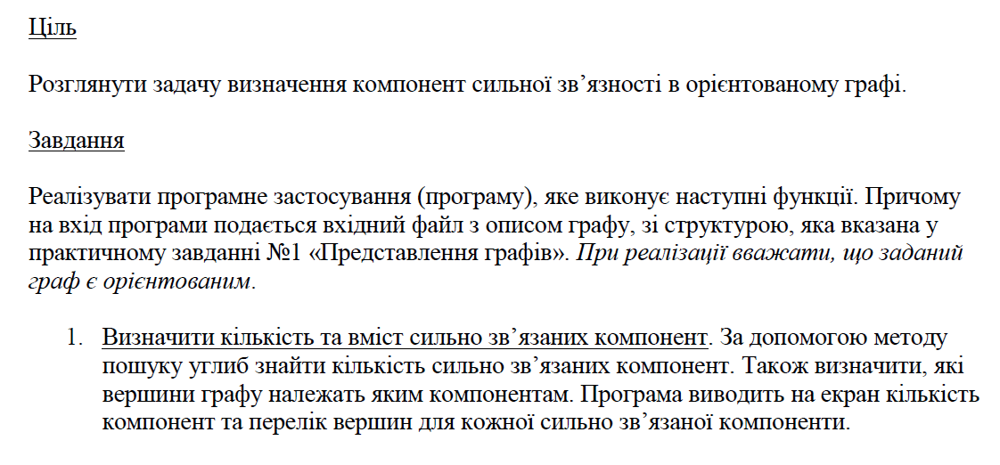 Ціль
Розглянути задачу визначення компонент сильної зв’язності в орієнтованому графі.
Завдання
Реалізувати програмне застосування (програму), яке виконує наступні функції. Причому
на вхід програми подається вхідний файл з описом графу, зі структурою, яка вказана у
практичному завданні №1 «Представлення графів». При реалізації вважати, що заданий
граф є орієнтованим.
1. Визначити кількість та вміст сильно зв’язаних компонент. За допомогою методу
пошуку углиб знайти кількість сильно зв’язаних компонент. Також визначити, які
вершини графу належать яким компонентам. Програма виводить на екран кількість
компонент та перелік вершин для кожної сильно зв’язаної компоненти.